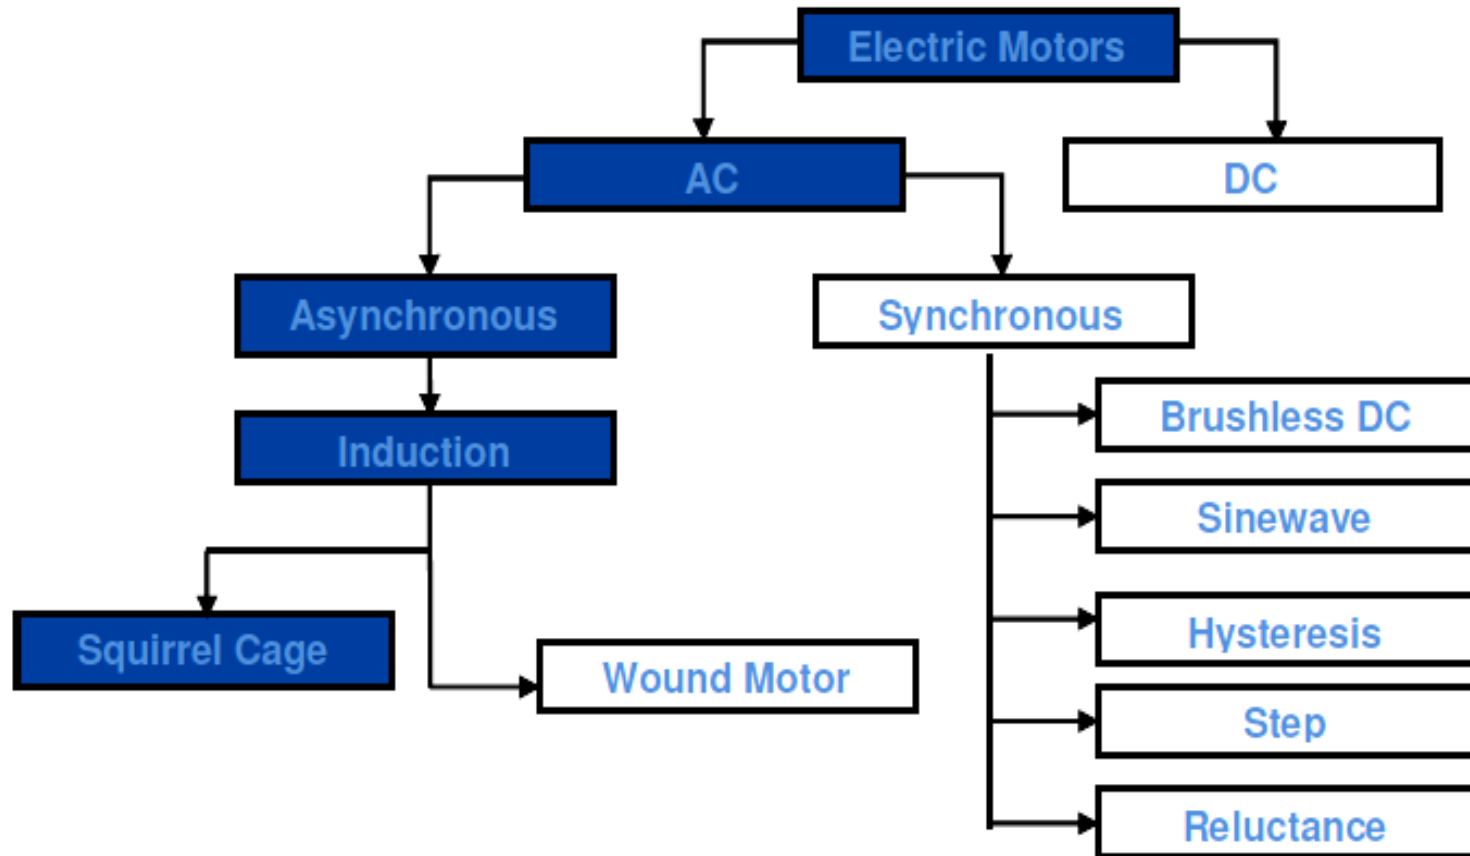 Electric Motors
AC
DC
Asynchronous
Synchronous
Induction
Brushless DC
Sinewave
Squirrel Cage
Wound Motor
Hysteresis
Step
Reluctance